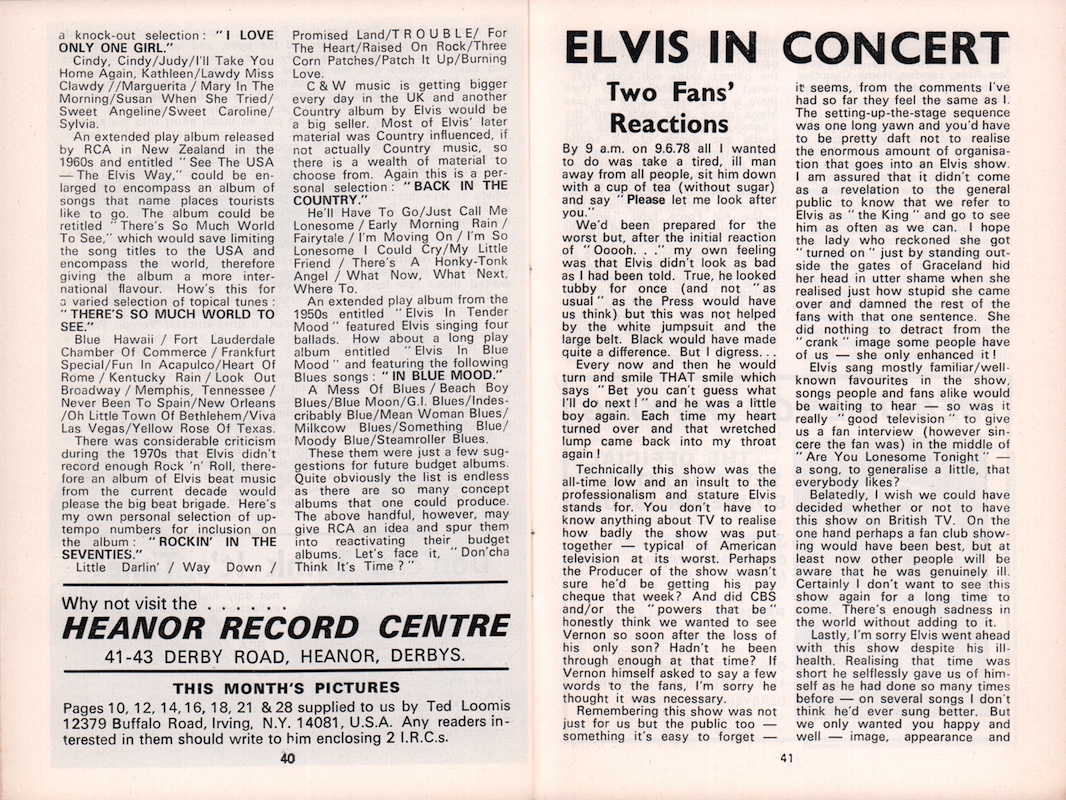 a knock-out selection: "I LOVE
ONLY ONE GIRL."
Cindy, Cindy/Judy/I'll Take You
Home Again, Kathleen/Lawdy Miss
Clawdy //Marguerita / Mary In The
Morning/Susan When She Tried/
Sweet Angeline/Sweet Caroline/
Sylvia.
An extended play album released
by RCA in New Zealand in the
1960s and entitled "See The USA
— The Elvis Way," could be en-
larged to encompass an album of
songs that name places tourists
like to go. The album could be
retitled "There's So Much World
To See," which would save limiting
the song titles to the USA and
encompass the world, therefore
giving the album a more inter-
national flavour. How's this for
a varied selection of topical tunes:
"THERE'S SO MUCH WORLD TO
SEE."
Blue Hawaii / Fort Lauderdale
Chamber Of Commerce / Frankfurt
Special/Fun In Acapulco/Heart Of
Rome / Kentucky Rain / Look Out
Broadway / Memphis, Tennessee /
Never Been To Spain/New Orleans
/Oh Little Town Of Bethlehem/Viva
Las Vegas/Yellow Rose Of Texas.
There was considerable criticism
during the 1970s that Elvis didn't
record enough Rock 'n' Roll, there-
fore an album of Elvis beat music
from the current decade would
please the big beat brigade. Here's
my own personal selection of up-
tempo numbers for inclusion on
the album: "ROCKIN' IN THE
SEVENTIES."
Little Darlin' / Way Down /
Promised Land/T R O U B L E/ For
The Heart/Raised On Rock/Three
Corn Patches/Patch It Up/Burning
Love.
C & W music is getting bigger
every day in the UK and another
Country album by Elvis would be
a big seller. Most of Elvis' later
material was Country influenced, if
not actually Country music, so
there is a wealth of material to
choose from. Again this is a per-
sonal selection: "BACK IN THE
COUNTRY."
He'll Have To Go/Just Call Me
Lonesome / Early Morning Rain /
Fairytale / I'm Moving On / I'm So
Lonesome I Could Cry/My Little
Friend / There's A Honky-Tonk
Angel / What Now, What Next,
Where To.
An extended play album from the
1950s entitled "Elvis In Tender
Mood" featured Elvis singing four
ballads. How about a long play
album entitled "Elvis In Blue
Mood" and featuring the following
Blues songs: "IN BLUE MOOD."
A Mess Of Blues / Beach Boy
Blues/Blue Moon/G.I. Blues/Indes-
cribably Blue/Mean Woman Blues/
Milkcow Blues/Something Blue/
Moody Blue/Steamroller Blues.
These them were just a few sug-
gestions for future budget albums.
Quite obviously the list is endless
as there are so many concept
albums that one could produce.
The above handful, however, may
give RCA an idea and spur them
into reactivating their budget
albums. Let's face it, "Don'cha
Think It's Time?"
Why not visit the . . . . . .
HEANOR RECORD CENTRE
41-43 DERBY ROAD, HEANOR, DERBYS.
THIS MONTH'S PICTURES
Pages 10, 12, 14,16, 18, 21 & 28 supplied to us by Ted Loomis
12379 Buffalo Road, Irving, N.Y. 14081, U.S.A. Any readers in-
terested in them should write to him enclosing 2 I.R.C.s.
40
ELVIS IN CONCERT
Two Fans'
Reactions
By 9 a.m. on 9.6.78 all I wanted
to do was take a tired, ill man
away from all people, sit him down
with a cup of tea (without sugar)
and say "Please let me look after
you."
We'd been prepared for the
worst but, after the initial reaction
of "Ooooh. . ." my own feeling
was that Elvis didn't look as bad
as I had been told. True, he looked
tubby for once (and not "as
usual" as the Press would have
us think) but this was not helped
by the white jumpsuit and the
large belt. Black would have made
quite a difference. But I digress. . .
Every now and then he would
turn and smile THAT smile which
says "Bet you can't guess what
I'll do next!" and he was a little
boy again. Each time my heart
turned over and that wretched
lump came back into my throat
again!
Technically this show was the
all-time low and an insult to the
professionalism and stature Elvis
stands for. You don't have to
know anything about TV to realise
how badly the show was put
together — typical of American
television at its worst. Perhaps
the Producer of the show wasn't
sure he'd be getting his pay
cheque that week? And did CBS
and/or the "powers that be"
honestly think we wanted to see
Vernon so soon after the loss of
his only son? Hadn't he been
through enough at that time? If
Vernon himself asked to say a few
words to the fans, I'm sorry he
thought it was necessary.
Remembering this show was not
just for us but the public too —
something it's easy to forget —
it seems, from the comments I've
had so far they feel the same as I.
The setting-up-the-stage sequence
was one long yawn and you'd have
to be pretty daft not to realise
the enormous amount of organisa-
tion that goes into an Elvis show.
I am assured that it didn't come
as a revelation to the general
public to know that we refer to
Elvis as "the King" and go to see
him as often as we can. I hope
the lady who reckoned she got
"turned on" just by standing out-
side the gates of Graceland hid
her head in utter shame when she
realised just how stupid she came
over and damned the rest of the
fans with that one sentence. She
did nothing to detract from the
"crank" image some people have
of us — she only enhanced it!
Elvis sang mostly familiar/well-
known favourites in the show,
songs people and fans alike would
be waiting to hear — so was it
really "good television" to give
us a fan interview (however sin-
cere the fan was) in the middle of
"Are You Lonesome Tonight" —
a song, to generalise a little, that
everybody likes?
Belatedly, I wish we could have
decided whether or not to have
this show on British TV. On the
one hand perhaps a fan club show-
ing would have been best, but at
least now other people will be
aware that he was genuinely ill.
Certainly I don't want to see this
show again for a long time to
come. There's enough sadness in
the world without adding to it.
Lastly, I'm sorry Elvis went ahead
with this show despite his ill-
health. Realising that time was
short he selflessly gave us of him-
self as he had done so many times
before — on several songs I don't
think he'd ever sung better. But
we only wanted you happy and
well — image, appearance and
41